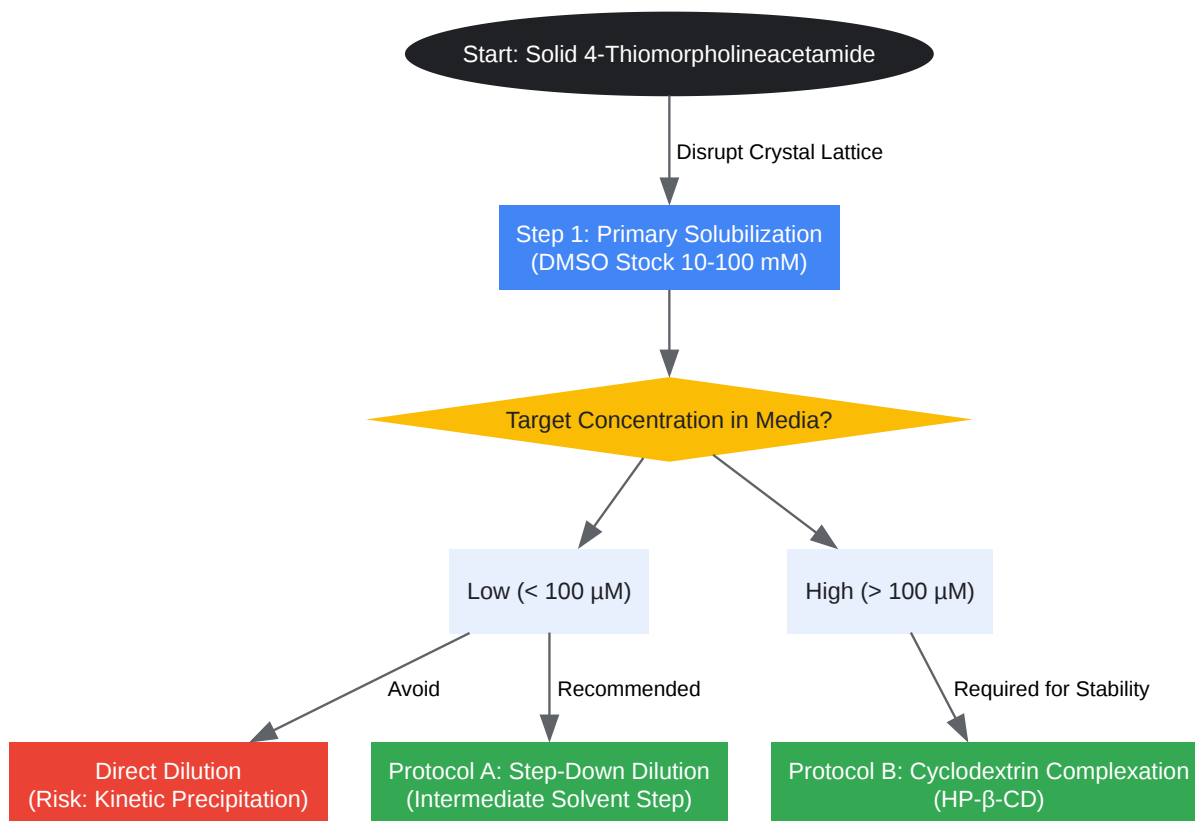 Start: Solid 4-Thiomorpholineacetamide
Disrupt Crystal Lattice
Step 1: Primary Solubilization
(DMSO Stock 10-100 mM)
Target Concentration in Media?
Low (< 100 µM)
High (> 100 µM)
Avoid
Recommended
Required for Stability
Direct Dilution
(Risk: Kinetic Precipitation)
Protocol A: Step-Down Dilution
(Intermediate Solvent Step)
Protocol B: Cyclodextrin Complexation
(HP-β-CD)